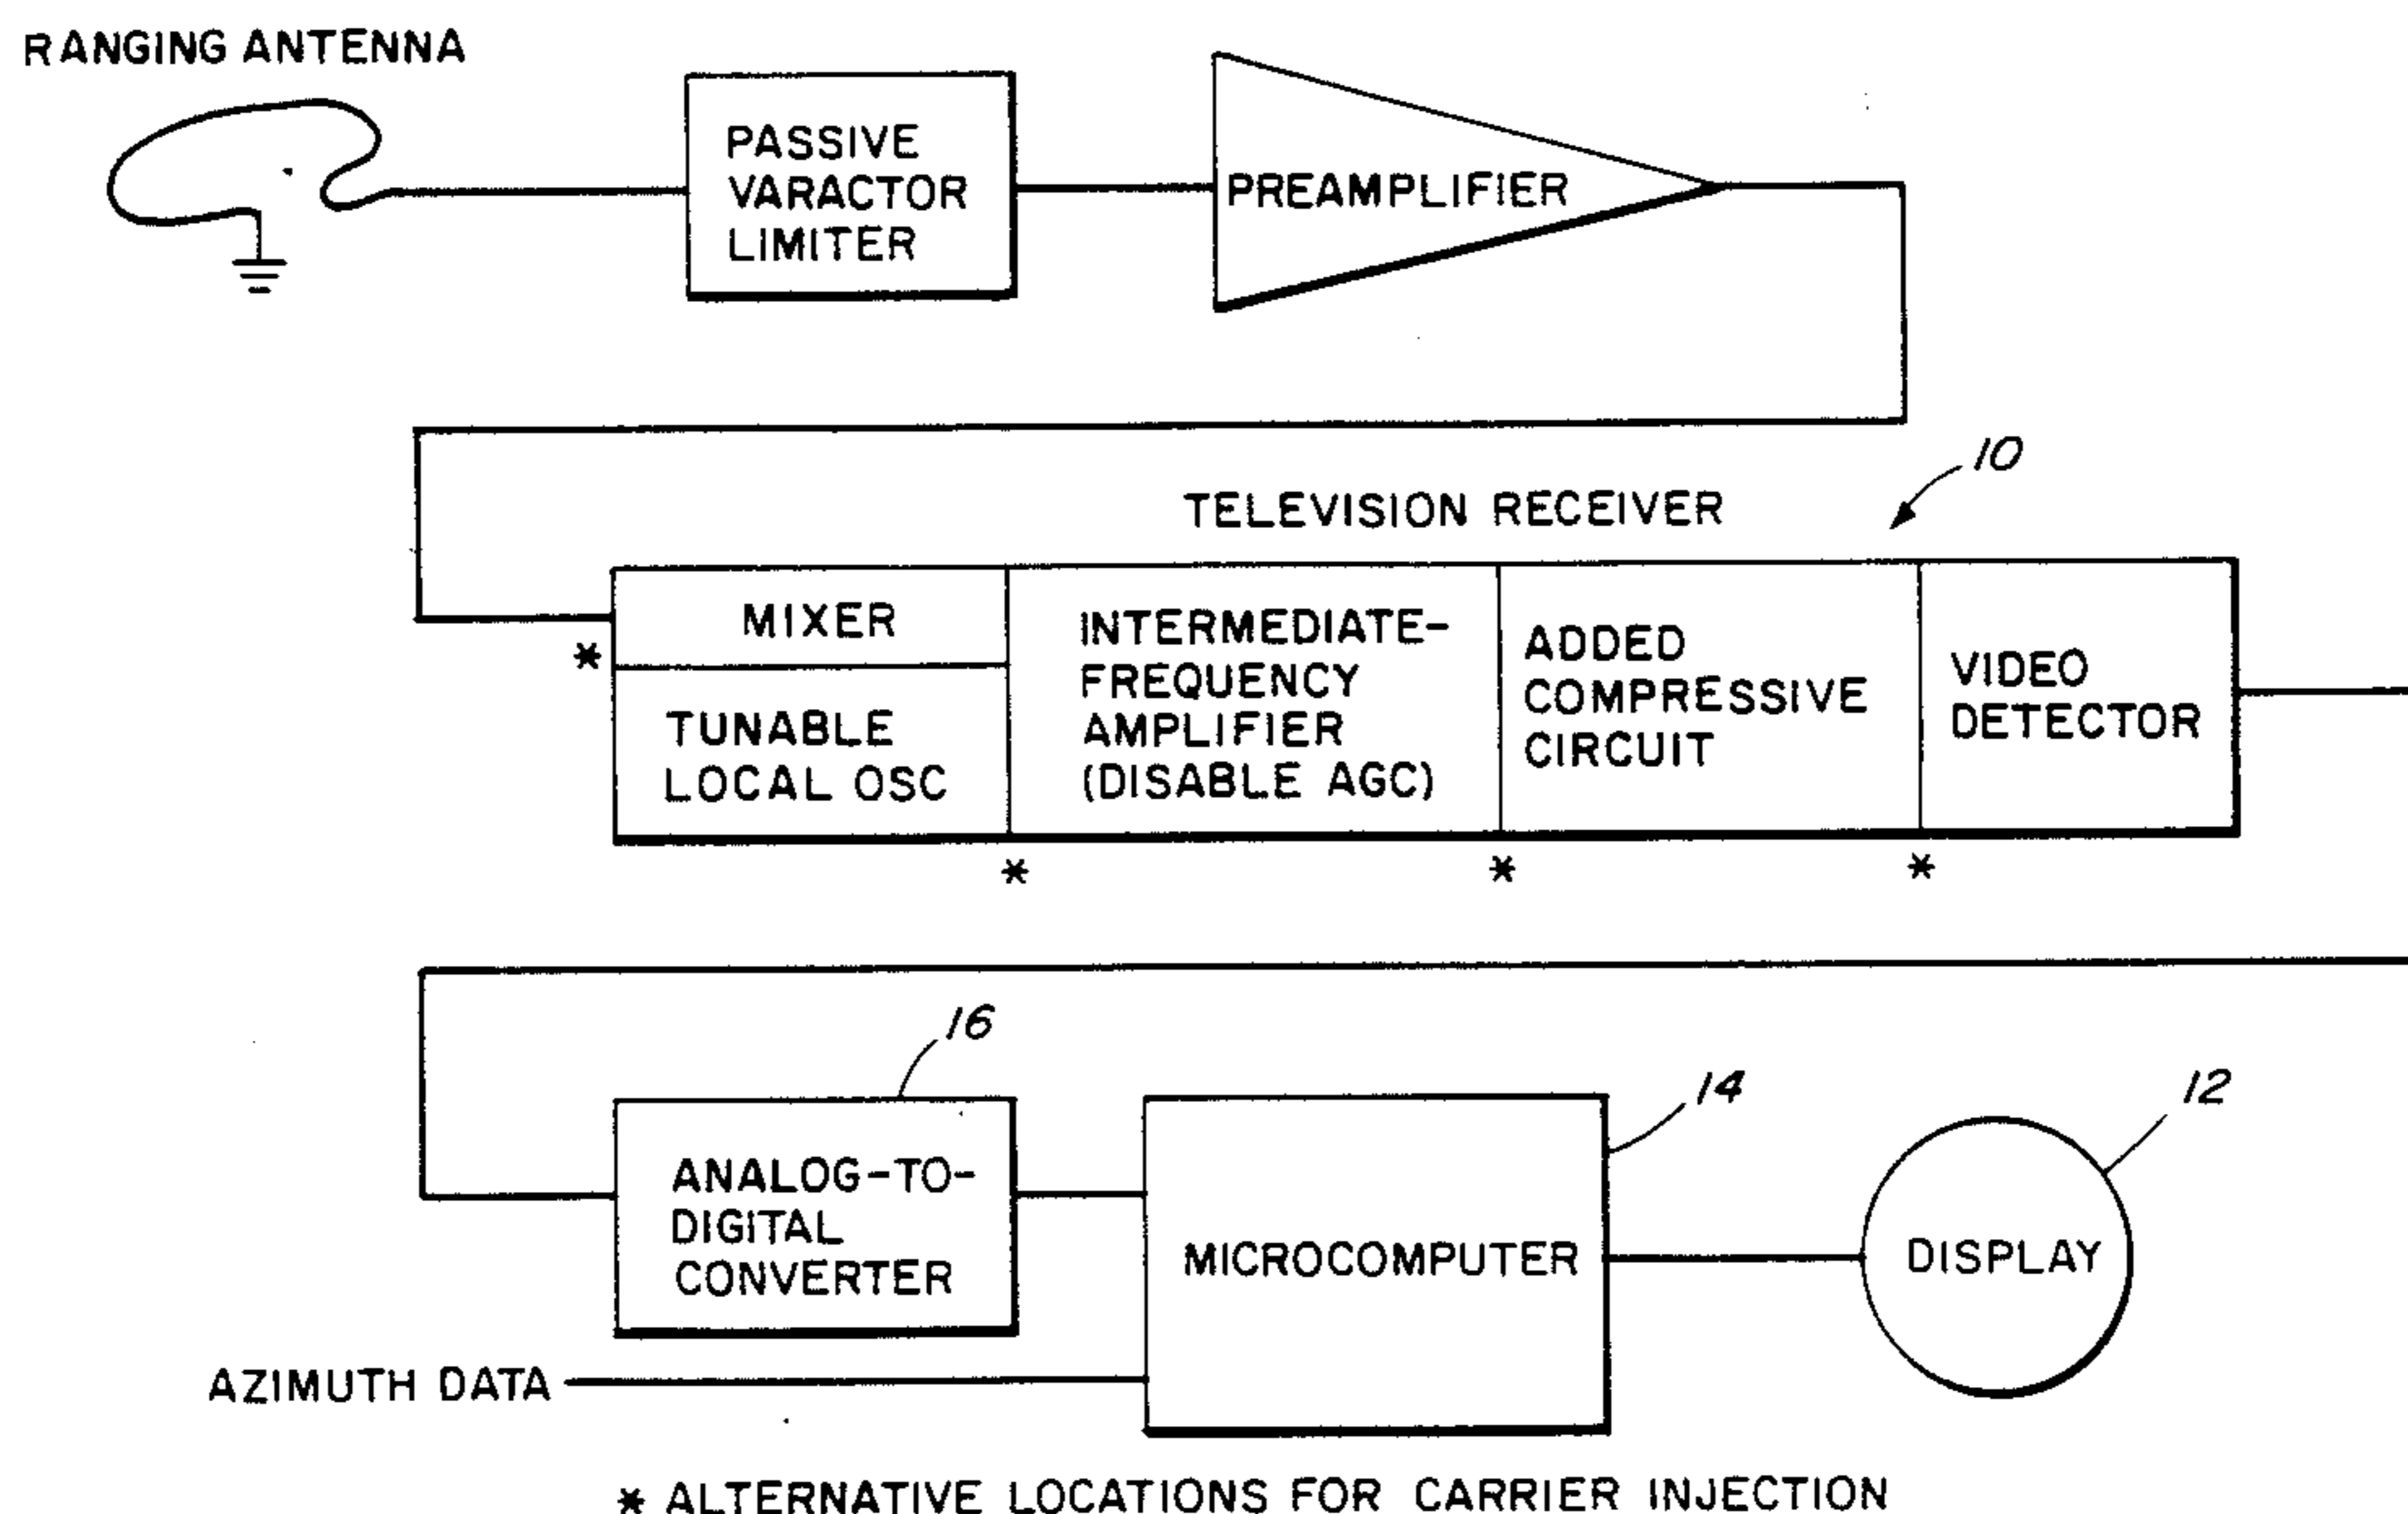 RANGING ANTENNA
PASSIVE
VARACTOR
LIMITER
PREAMPLIFIER
10
TELEVISION RECEIVER
MIXER
*
TUNABLE
LOCAL OSC
INTERMEDIATE-
FREQUENCY
AMPLIFIER
(DISABLE AGC)
ADDED
COMPRESSIVE
CIRCUIT
VIDEO
DETECTOR
* * *
16
14
12
ANALOG-TO-
DIGITAL
CONVERTER
MICROCOMPUTER
DISPLAY
AZIMUTH DATA
* ALTERNATIVE LOCATIONS FOR CARRIER INJECTION